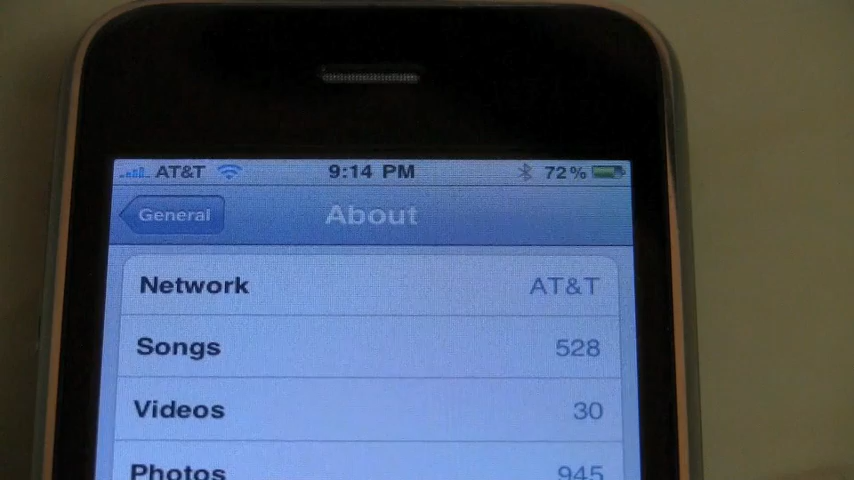 AT&T 9:14 PM 72%
General About
Network AT&T
Songs 528
Videos 30
Photos 945